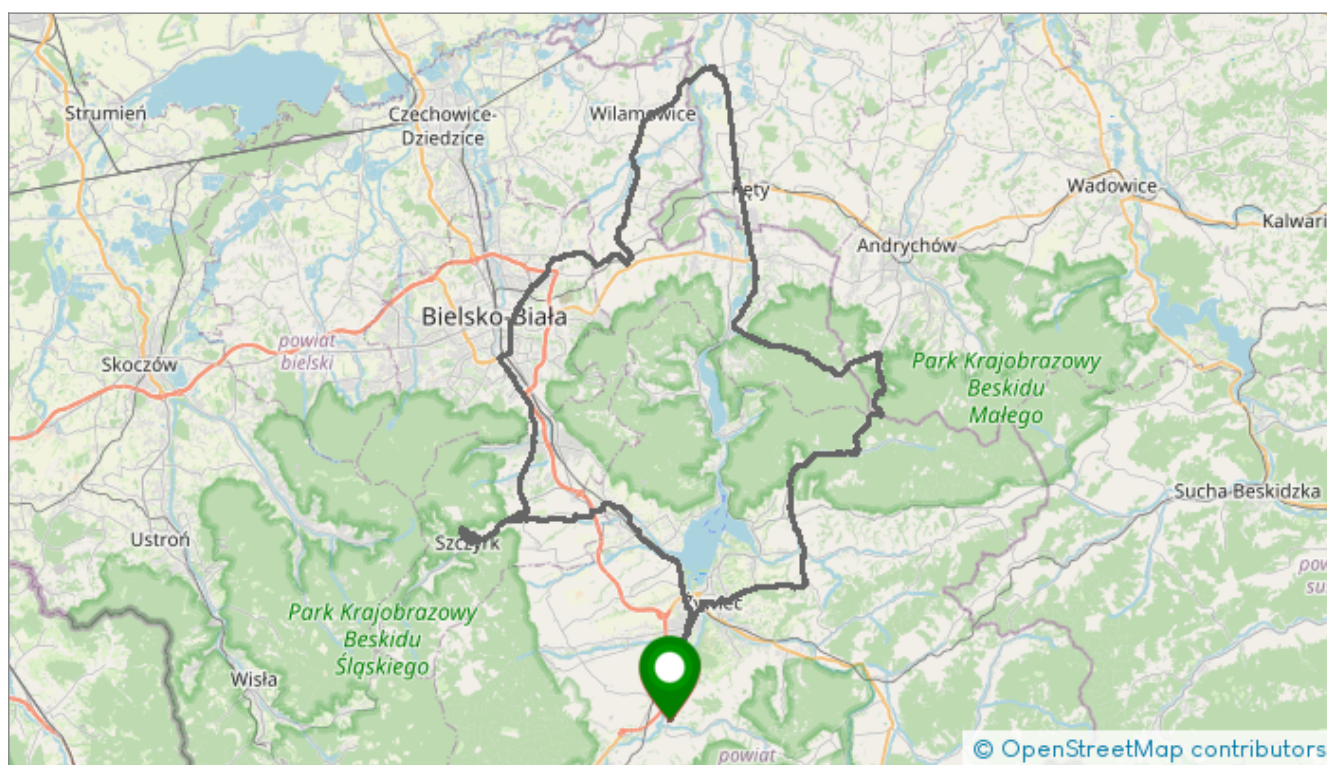 Strumień
Czechowice-
Dziedzice
Wilamowice
Kęty
Wadowice
Kalwari
Andrychów
Bielsko-Biała
powiat
bielski
Skoczów
Park Krajobrazowy
Beskidu
Małego
Sucha Beskidzka
Ustroń
Szczyrk
Park Krajobrazowy
Beskidu
Śląskiego
Żywiec
Wisła
powiat
© OpenStreetMap contributors